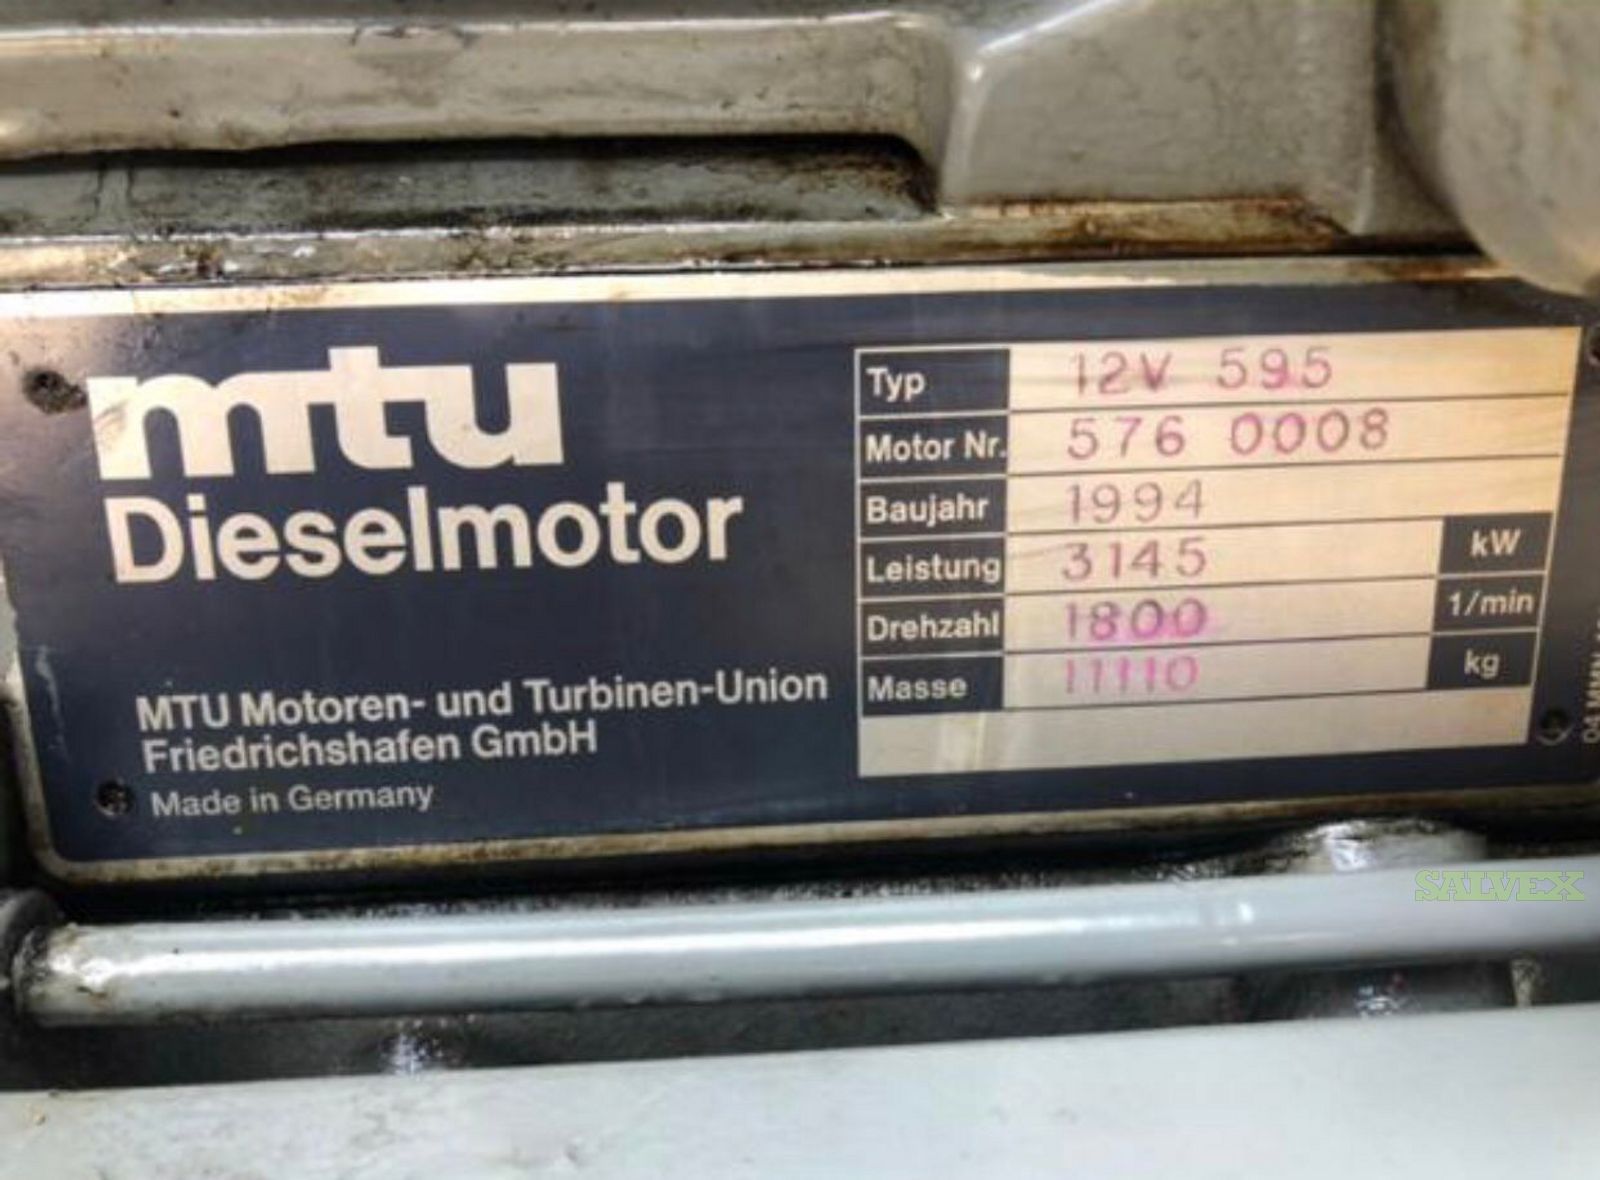 mtu
Dieselmotor
MTU Motoren- und Turbinen-Union
Friedrichshafen GmbH
Made in Germany
Typ 12V 595
Motor Nr. 576 0008
Baujahr 1994
Leistung 3145 kW
Drehzahl 1800 1/min
Masse 11110 kg
SALVEX